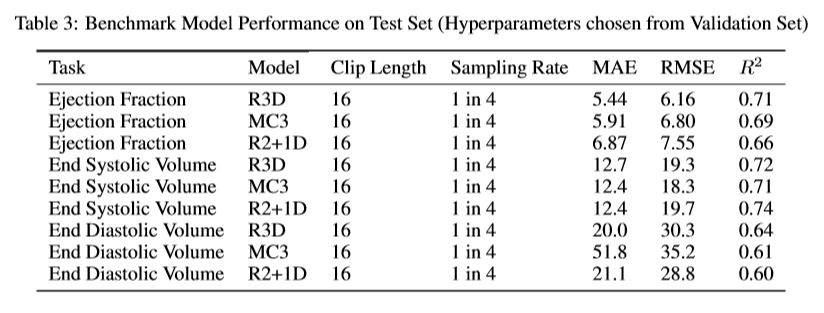 Table 3: Benchmark Model Performance on Test Set (Hyperparameters chosen from Validation Set)
Task Model Clip Length Sampling Rate MAE RMSE R²
Ejection Fraction R3D 16 1 in 4 5.44 6.16 0.71
Ejection Fraction MC3 16 1 in 4 5.91 6.80 0.69
Ejection Fraction R2+1D 16 1 in 4 6.87 7.55 0.66
End Systolic Volume R3D 16 1 in 4 12.7 19.3 0.72
End Systolic Volume MC3 16 1 in 4 12.4 18.3 0.71
End Systolic Volume R2+1D 16 1 in 4 12.4 19.7 0.74
End Diastolic Volume R3D 16 1 in 4 20.0 30.3 0.64
End Diastolic Volume MC3 16 1 in 4 51.8 35.2 0.61
End Diastolic Volume R2+1D 16 1 in 4 21.1 28.8 0.60